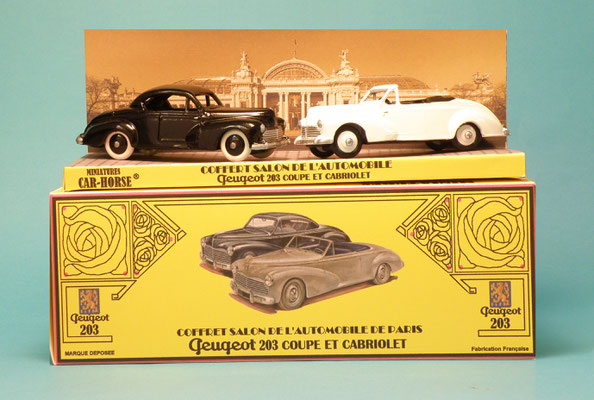 MINIATURES
CAR-HORSE®
COFFERT SALON DE L'AUTOMOBILE
Peugeot 203 COUPE ET CABRIOLET
Peugeot
203
Peugeot
203
COFFRET SALON DE L'AUTOMOBILE DE PARIS
Peugeot 203 COUPE ET CABRIOLET
MARQUE DEPOSEE
Fabrication Française